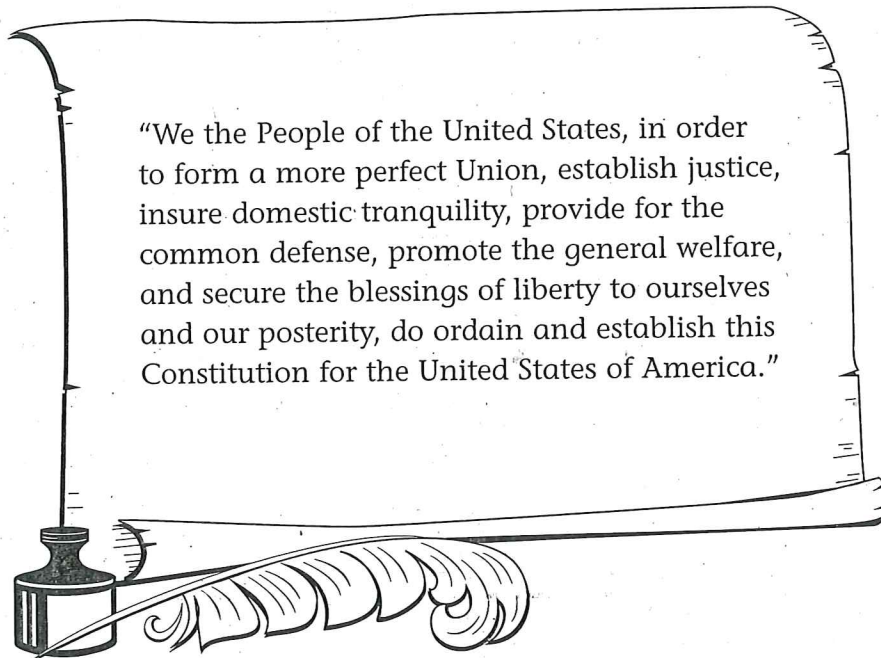 “We the People of the United States, in order
to form a more perfect Union, establish justice,
insure domestic tranquility, provide for the
common defense, promote the general welfare,
and secure the blessings of liberty to ourselves
and our posterity, do ordain and establish this
Constitution for the United States of America.”